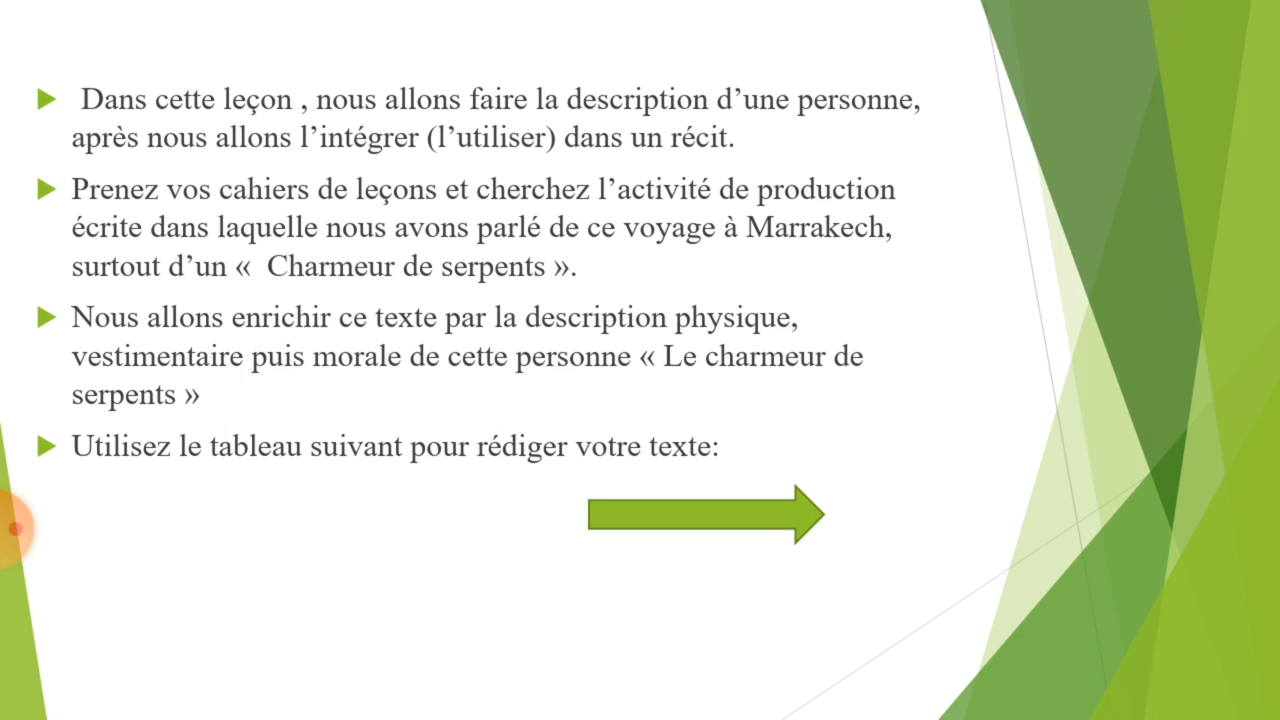 Dans cette leçon , nous allons faire la description d’une personne,
après nous allons l’intégrer (l’utiliser) dans un récit.
Prenez vos cahiers de leçons et cherchez l’activité de production
écrite dans laquelle nous avons parlé de ce voyage à Marrakech,
surtout d’un «  Charmeur de serpents ».
Nous allons enrichir ce texte par la description physique,
vestimentaire puis morale de cette personne « Le charmeur de
serpents »
Utilisez le tableau suivant pour rédiger votre texte: